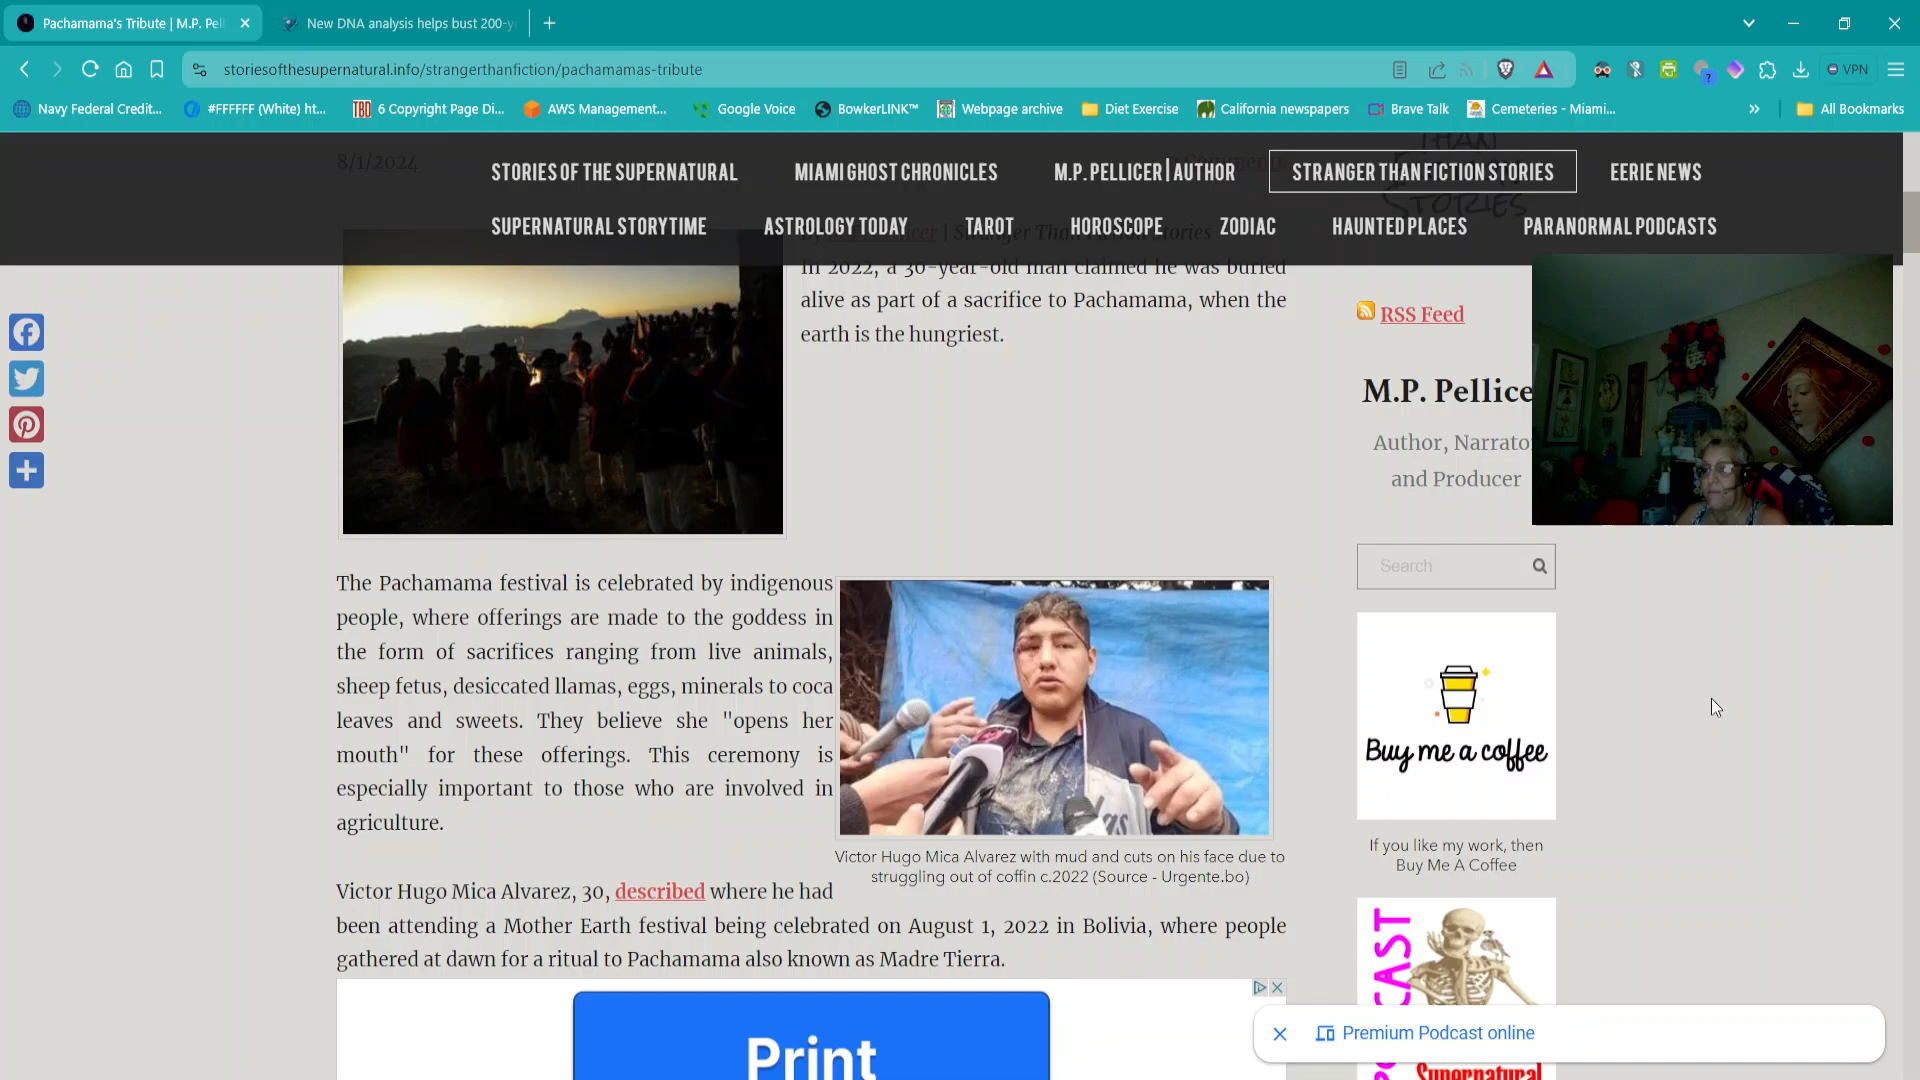 Pachamama's Tribute | M.P. Pell
New DNA analysis helps bust 200-y
storiesofthesupernatural.info/strangerthanfiction/pachamamas-tribute
VPN
Navy Federal Credit...
#FFFFFF (White) ht...
6 Copyright Page Di...
AWS Management...
Google Voice
BowkerLINK™
Webpage archive
Diet Exercise
California newspapers
Brave Talk
Cemeteries - Miami...
All Bookmarks
8/1/2024
Comments
STORIES OF THE SUPERNATURAL
MIAMI GHOST CHRONICLES
M.P. PELLICER | AUTHOR
STRANGER THAN FICTION STORIES
EERIE NEWS
SUPERNATURAL STORYTIME
ASTROLOGY TODAY
TAROT
HOROSCOPE
ZODIAC
HAUNTED PLACES
PARANORMAL PODCASTS
THAN
STORIES
| Stranger Than Fiction Stories
In 2022, a 30-year-old man claimed he was buried
alive as part of a sacrifice to Pachamama, when the
earth is the hungriest.
RSS Feed
M.P. Pellice
Author, Narrato
and Producer
Search
The Pachamama festival is celebrated by indigenous
people, where offerings are made to the goddess in
the form of sacrifices ranging from live animals,
sheep fetus, desiccated llamas, eggs, minerals to coca
leaves and sweets. They believe she "opens her
mouth" for these offerings. This ceremony is
especially important to those who are involved in
agriculture.
Victor Hugo Mica Alvarez with mud and cuts on his face due to
struggling out of coffin c.2022 (Source - Urgente.bo)
Victor Hugo Mica Alvarez, 30, described where he had
been attending a Mother Earth festival being celebrated on August 1, 2022 in Bolivia, where people
gathered at dawn for a ritual to Pachamama also known as Madre Tierra.
Buy me a coffee
If you like my work, then
Buy Me A Coffee
Print
Premium Podcast online
Supernatural